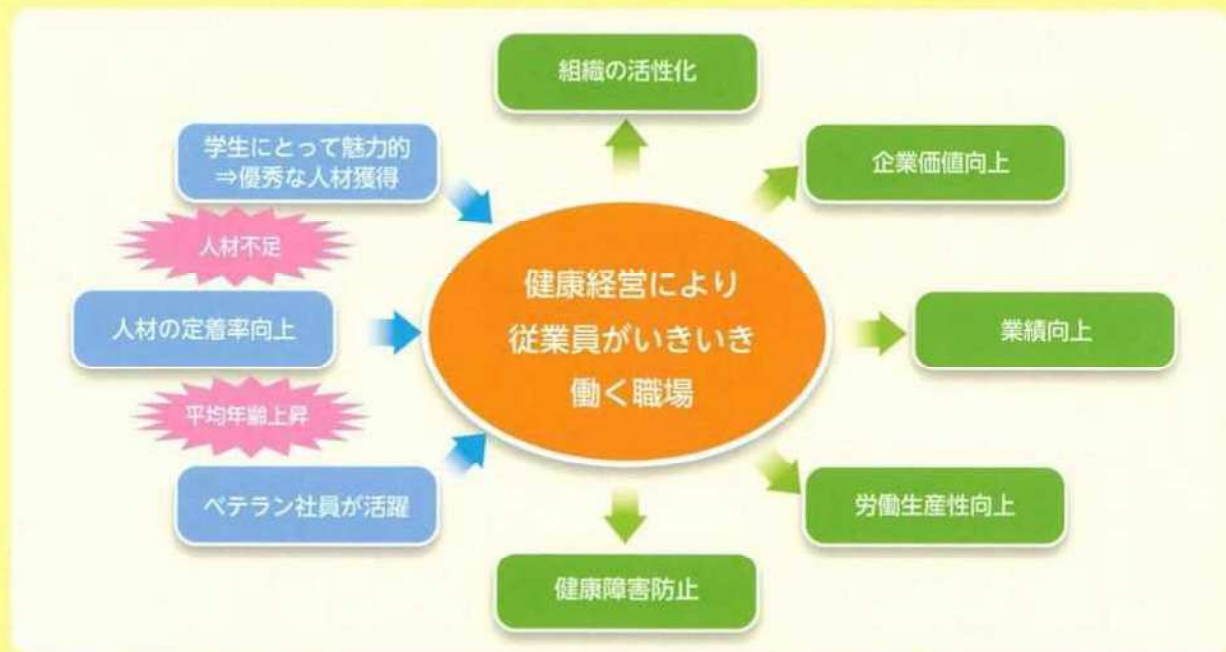 組織の活性化
学生にとって魅力的
⇒優秀な人材獲得
企業価値向上
人材不足
健康経営により
従業員がいきいき
働く職場
人材の定着率向上
業績向上
平均年齢上昇
ベテラン社員が活躍
労働生産性向上
健康障害防止